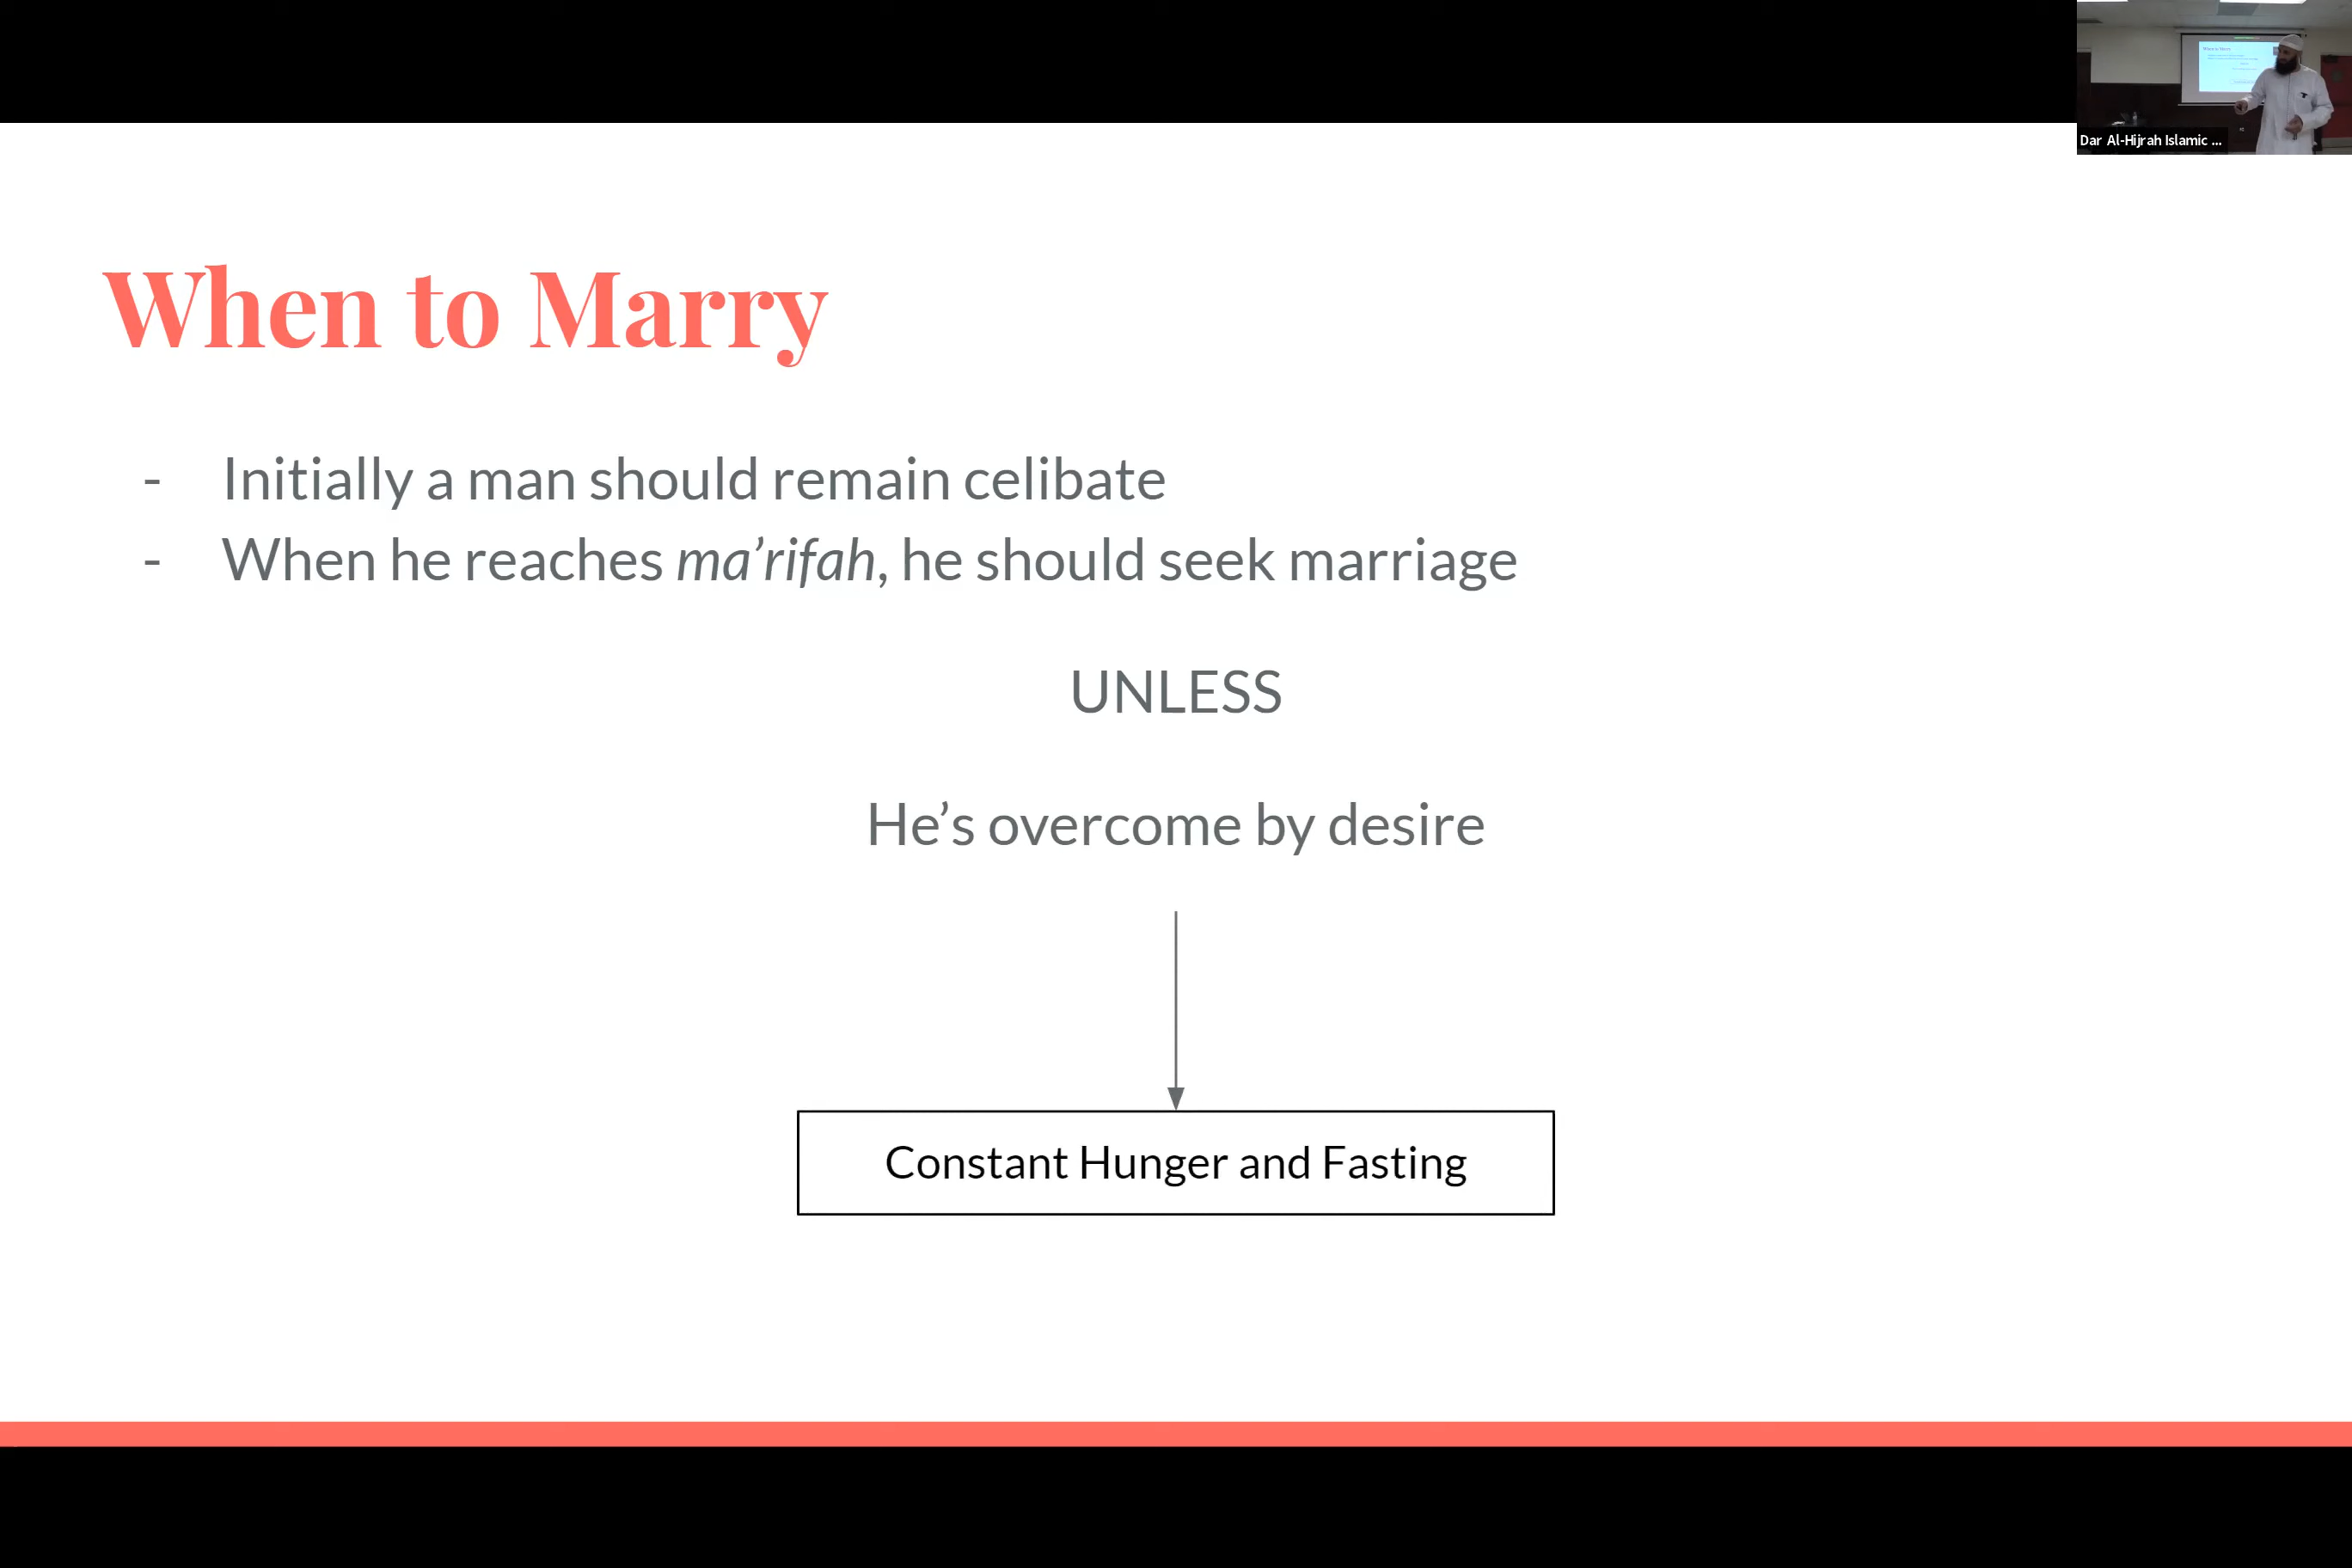 Dar Al-Hijrah Islamic ...
When to Marry
- Initially a man should remain celibate
- When he reaches ma’rifah, he should seek marriage
UNLESS
He’s overcome by desire
Constant Hunger and Fasting